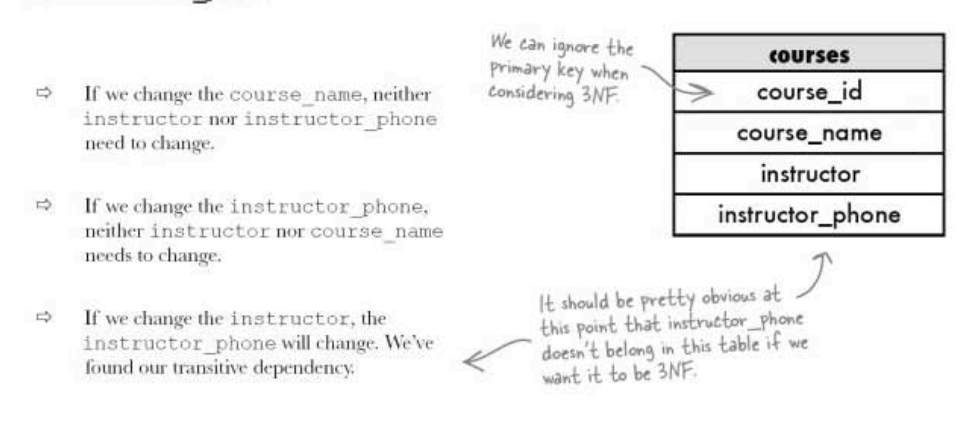 We can ignore the
primary key when
considering 3NF.
courses
course_id
course_name
instructor
instructor_phone
⇨ If we change the course_name, neither
instructor nor instructor_phone
need to change.
⇨ If we change the instructor_phone,
neither instructor nor course_name
needs to change.
⇨ If we change the instructor, the
instructor_phone will change. We've
found our transitive dependency.
It should be pretty obvious at
this point that instructor_phone
doesn't belong in this table if we
want it to be 3NF.